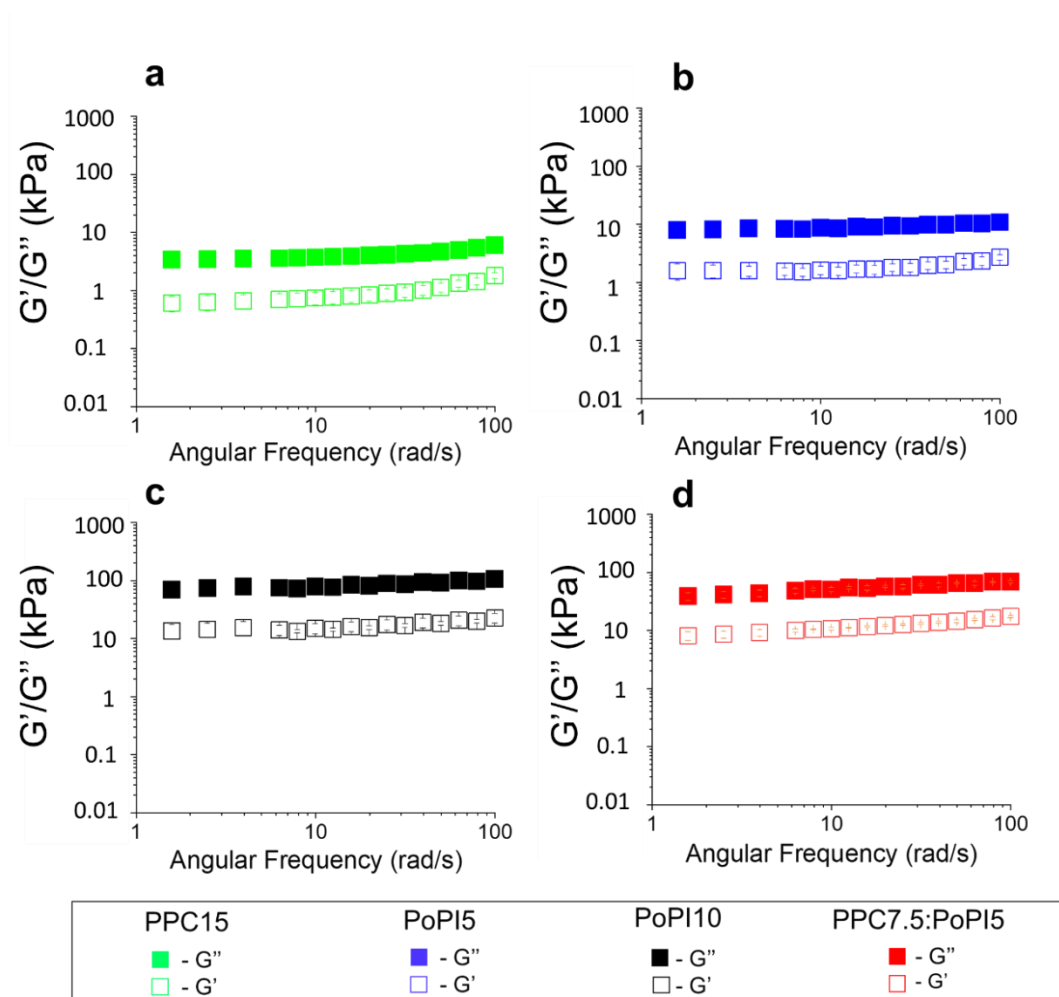 a
1000
100
10
1
0.1
0.01
G'/G'' (kPa)
1 10 100
Angular Frequency (rad/s)
b
1000
100
10
1
0.1
0.01
G'/G'' (kPa)
1 10 100
Angular Frequency (rad/s)
c
1000
100
10
1
0.1
0.01
G'/G'' (kPa)
1 10 100
Angular Frequency (rad/s)
d
1000
100
10
1
0.1
0.01
G'/G'' (kPa)
1 10 100
Angular Frequency (rad/s)
PPC15 PoPI5 PoPI10 PPC7.5:PoPI5
- G'' - G'' - G'' - G''
- G' - G' - G' - G'